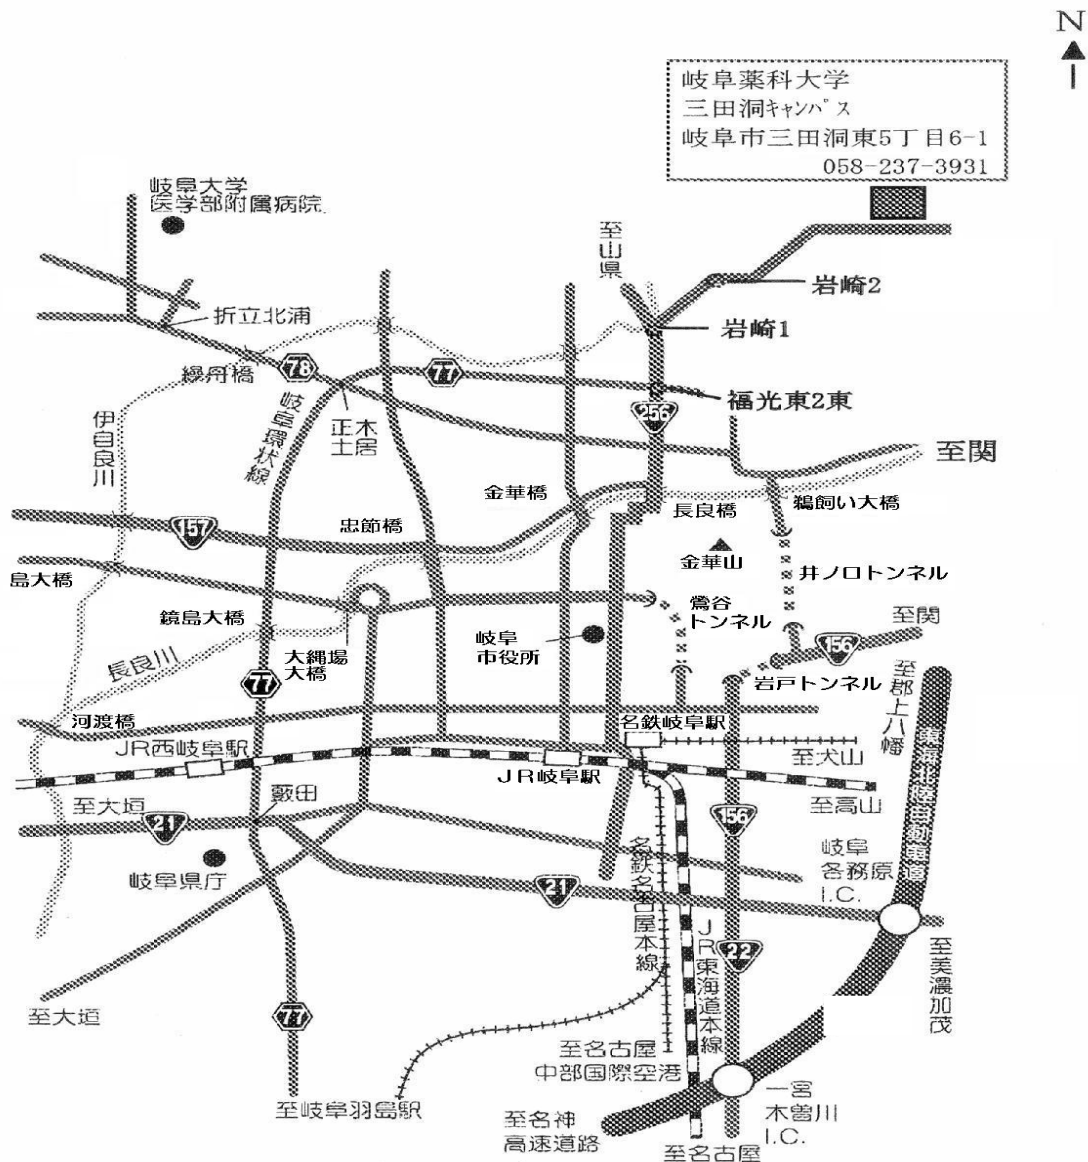 N
岐阜薬科大学
三田洞キャンパス
岐阜市三田洞東5丁目6-1
058-237-3931
岐阜大学
医学部附属病院
至山県
岩崎2
折立北浦
岩崎1
繰舟橋
78
77
福光東2東
256
岐阜環状線
正木
土居
伊自良川
至関
金華橋
長良橋
鵜飼い大橋
157
忠節橋
金華山
井ノ口トンネル
島大橋
鏡島大橋
鶯谷
トンネル
至関
岐阜
市役所
156
長良川
大縄場
大橋
77
岩戸トンネル
至郡上八幡
河渡橋
名鉄岐阜駅
東海北陸自動車道
JR西岐阜駅
至犬山
JR岐阜駅
至大垣
藪田
至高山
21
156
岐阜県庁
名鉄名古屋本線
岐阜
各務原
I.C.
21
JR東海道本線
22
至美濃加茂
至大垣
77
至名古屋
中部国際空港
至岐阜羽島駅
一宮
木曽川
I.C.
至名神
高速道路
至名古屋